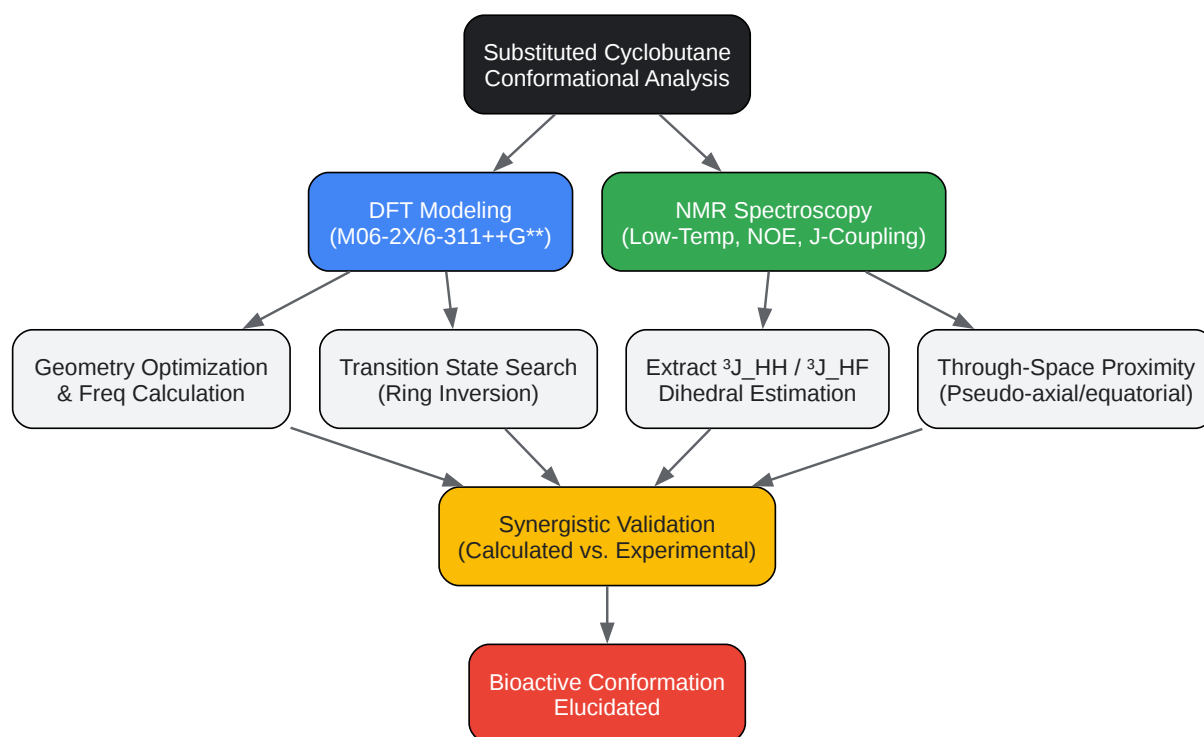 Substituted Cyclobutane
Conformational Analysis
DFT Modeling
(M06-2X/6-311++G**)
NMR Spectroscopy
(Low-Temp, NOE, J-Coupling)
Geometry Optimization
& Freq Calculation
Transition State Search
(Ring Inversion)
Extract ³J_HH / ³J_HF
Dihedral Estimation
Through-Space Proximity
(Pseudo-axial/equatorial)
Synergistic Validation
(Calculated vs. Experimental)
Bioactive Conformation
Elucidated